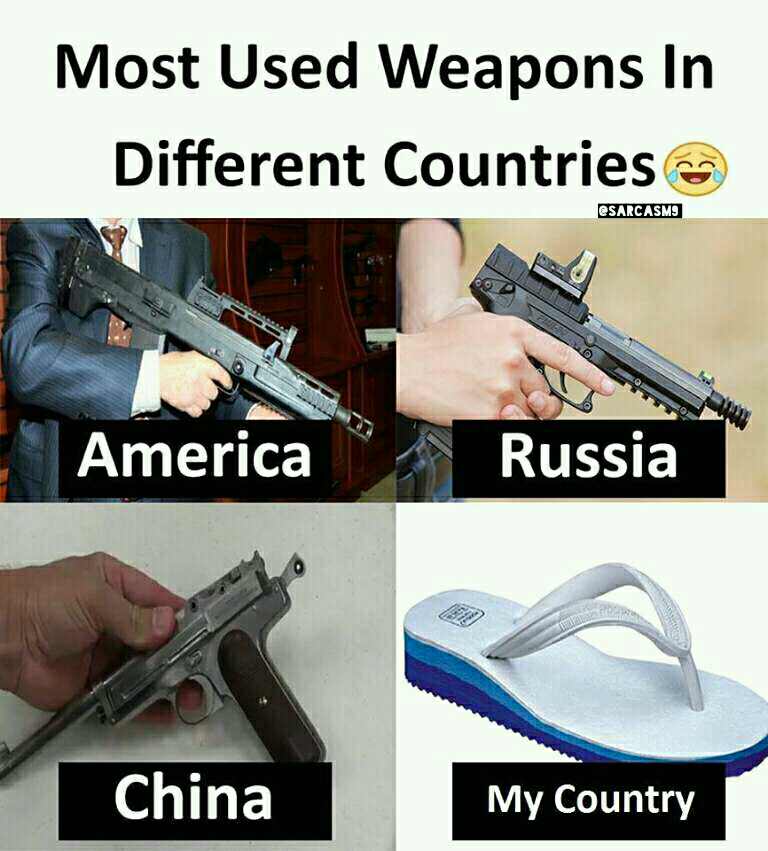 Most Used Weapons In
Different Countries😂
@SARCASM9
America
Russia
China
My Country